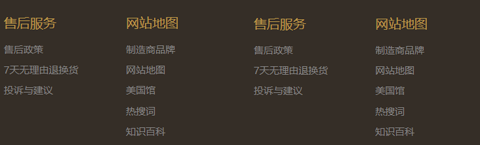 售后服务
售后政策
7天无理由退换货
投诉与建议
网站地图
制造商品牌
网站地图
美国馆
热搜词
知识百科
售后服务
售后政策
7天无理由退换货
投诉与建议
网站地图
制造商品牌
网站地图
美国馆
热搜词
知识百科